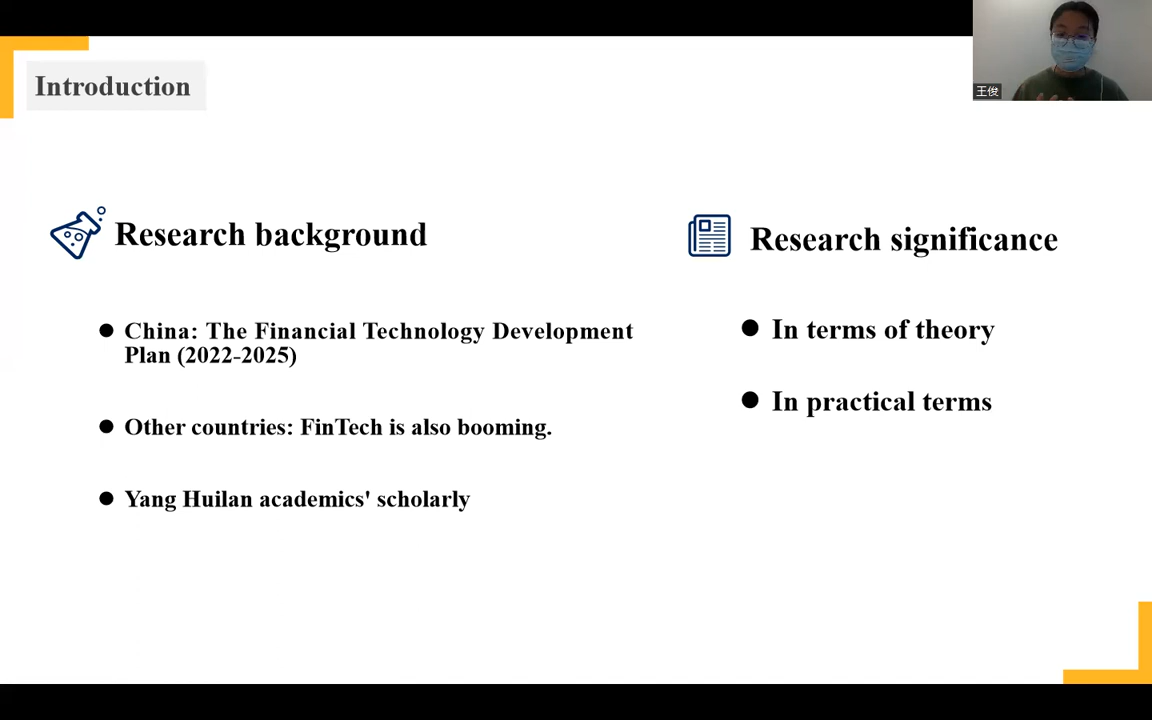 Introduction
王俊
Research background
China: The Financial Technology Development
Plan (2022-2025)
Other countries: FinTech is also booming.
Yang Huilan academics' scholarly
Research significance
In terms of theory
In practical terms